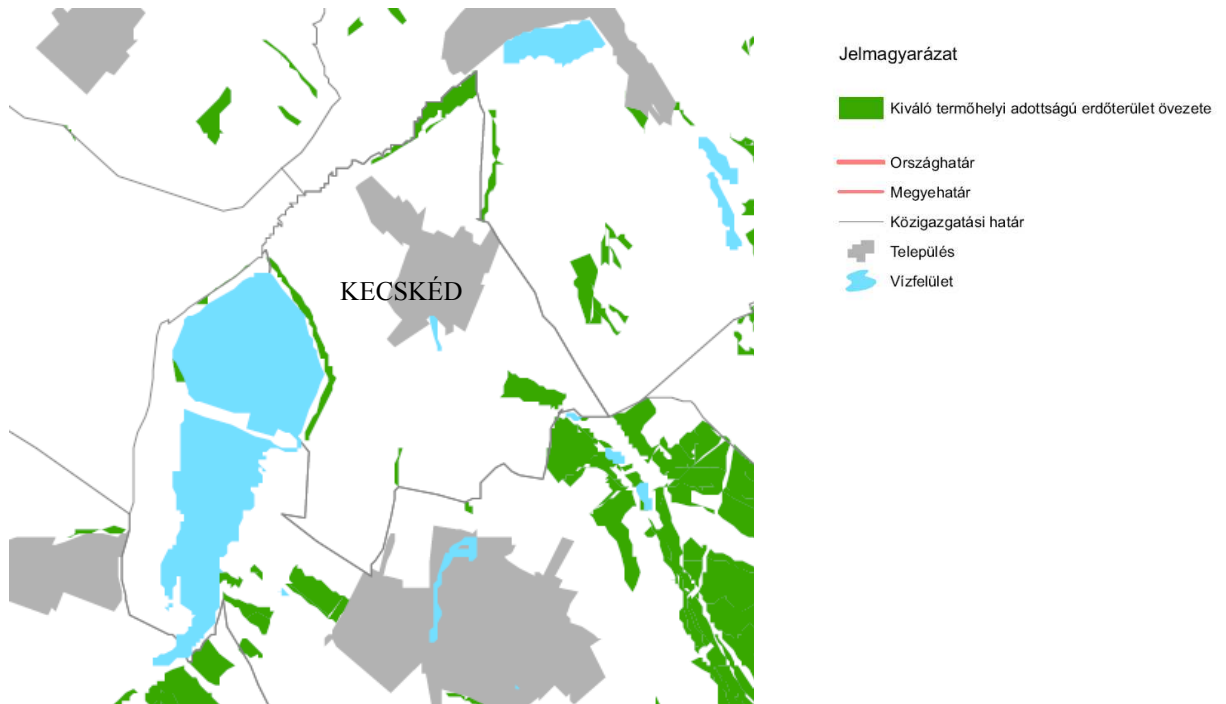 KECSKÉD
Jelmagyarázat
Kiváló termőhelyi adottságú erdőterület övezete
Országhatár
Megyehatár
Közigazgatási határ
Település
Vízfelület